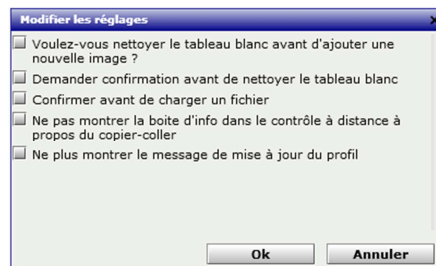 Modifier les réglages
Voulez-vous nettoyer le tableau blanc avant d'ajouter une
nouvelle image ?
Demander confirmation avant de nettoyer le tableau blanc
Confirmer avant de charger un fichier
Ne pas montrer la boite d'info dans le contrôle à distance à
propos du copier-coller
Ne plus montrer le message de mise à jour du profil
Ok
Annuler